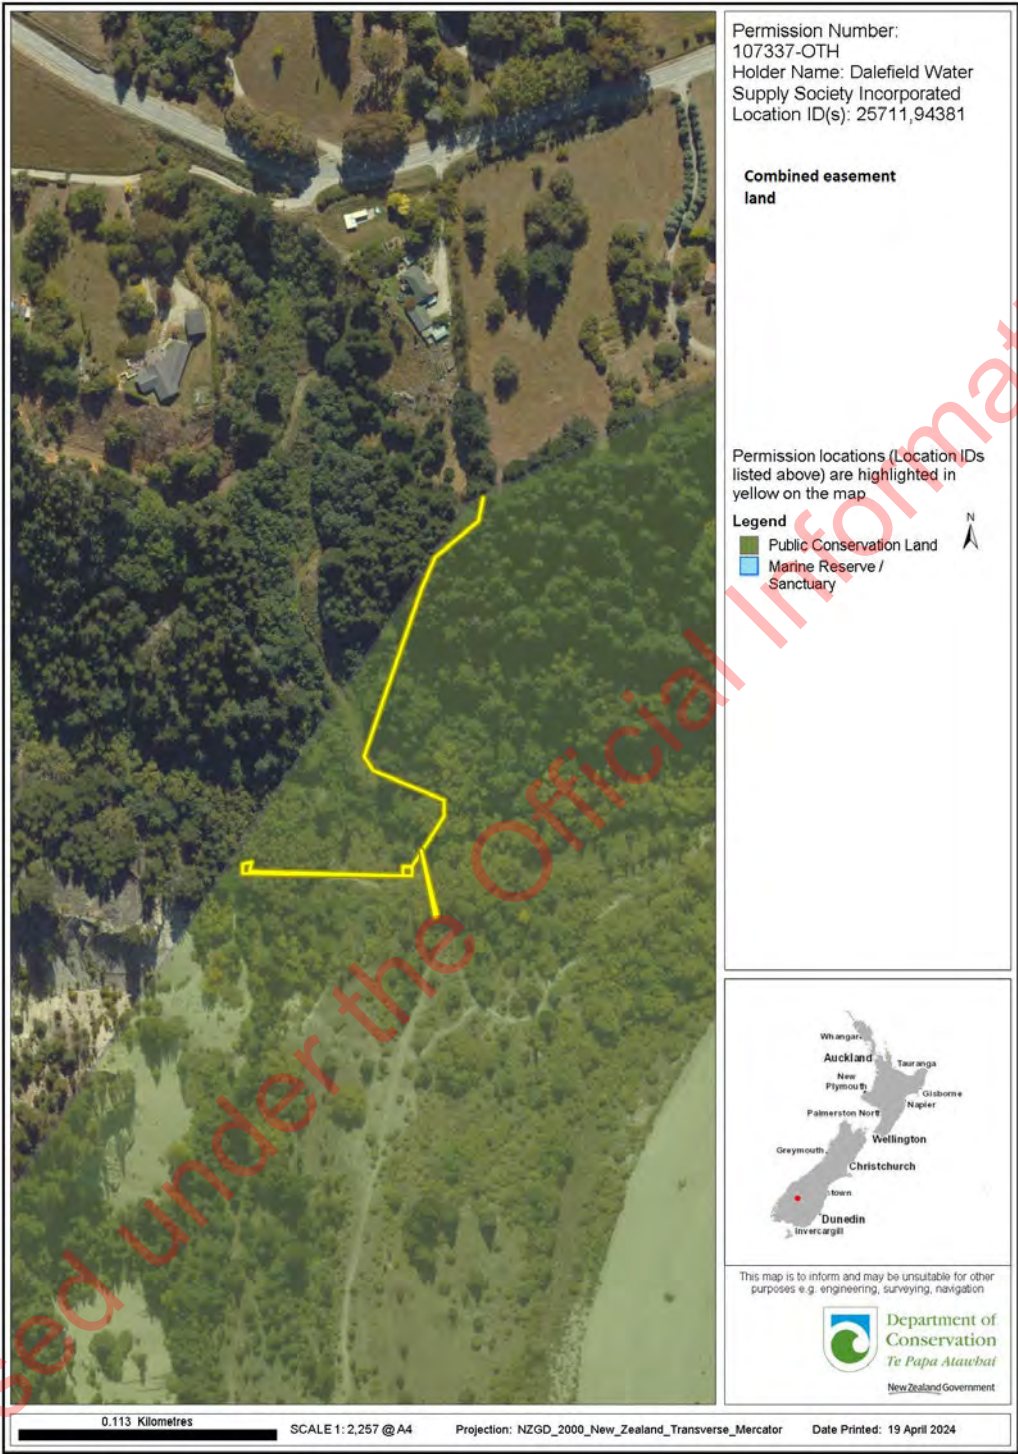 Permission Number:
107337-OTH
Holder Name: Dalefield Water
Supply Society Incorporated
Location ID(s): 25711,94381
Combined easement
land
Permission locations (Location IDs
listed above) are highlighted in
yellow on the map
Legend
N
Public Conservation Land
Marine Reserve /
Sanctuary
Whangar
Auckland
Tauranga
New
Plymouth
Gisborne
Napier
Palmerston Nort
Wellington
Greymouth
Christchurch
town
Dunedin
Invercargill
This map is to inform and may be unsuitable for other
purposes e.g. engineering, surveying, navigation
Department of
Conservation
Te Papa Atawhai
New Zealand Government
0.113 Kilometres
SCALE 1: 2,257 @ A4
Projection: NZGD_2000_New_Zealand_Transverse_Mercator
Date Printed: 19 April 2024
sed under the Official Informat